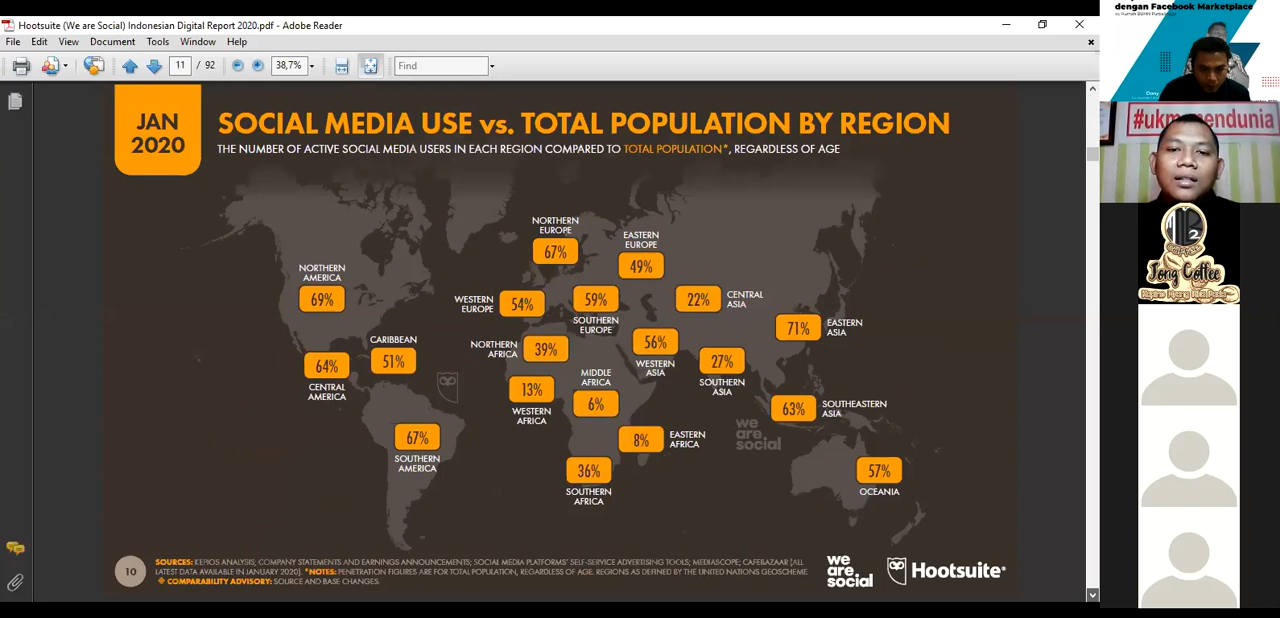 Hootsuite (We are Social) Indonesian Digital Report 2020.pdf - Adobe Reader
File Edit View Document Tools Window Help
11 / 92 38,7% Find
JAN
2020
SOCIAL MEDIA USE vs. TOTAL POPULATION BY REGION
THE NUMBER OF ACTIVE SOCIAL MEDIA USERS IN EACH REGION COMPARED TO TOTAL POPULATION*, REGARDLESS OF AGE
NORTHERN
AMERICA
69%
CENTRAL
AMERICA
64%
CARIBBEAN
51%
SOUTHERN
AMERICA
67%
NORTHERN
EUROPE
67%
WESTERN
EUROPE
54%
EASTERN
EUROPE
49%
SOUTHERN
EUROPE
59%
NORTHERN
AFRICA
39%
WESTERN
AFRICA
13%
MIDDLE
AFRICA
6%
EASTERN
AFRICA
8%
SOUTHERN
AFRICA
36%
CENTRAL
ASIA
22%
WESTERN
ASIA
56%
SOUTHERN
ASIA
27%
EASTERN
ASIA
71%
SOUTHEASTERN
ASIA
63%
OCEANIA
57%
we
are
social
10
SOURCES: KEPIOS ANALYSIS; COMPANY STATEMENTS AND EARNINGS ANNOUNCEMENTS; SOCIAL MEDIA PLATFORMS' SELF-SERVICE ADVERTISING TOOLS; MEDIASCOPE; CAFEBAZAAR (ALL
LATEST DATA AVAILABLE IN JANUARY 2020). *NOTES: PENETRATION FIGURES ARE FOR TOTAL POPULATION, REGARDLESS OF AGE. REGIONS AS DEFINED BY THE UNITED NATIONS GEOSCHEME.
COMPARABILITY ADVISORY: SOURCE AND BASE CHANGES.
we
are
social
Hootsuite®
dengan Facebook Marketplace
Jong Coffee